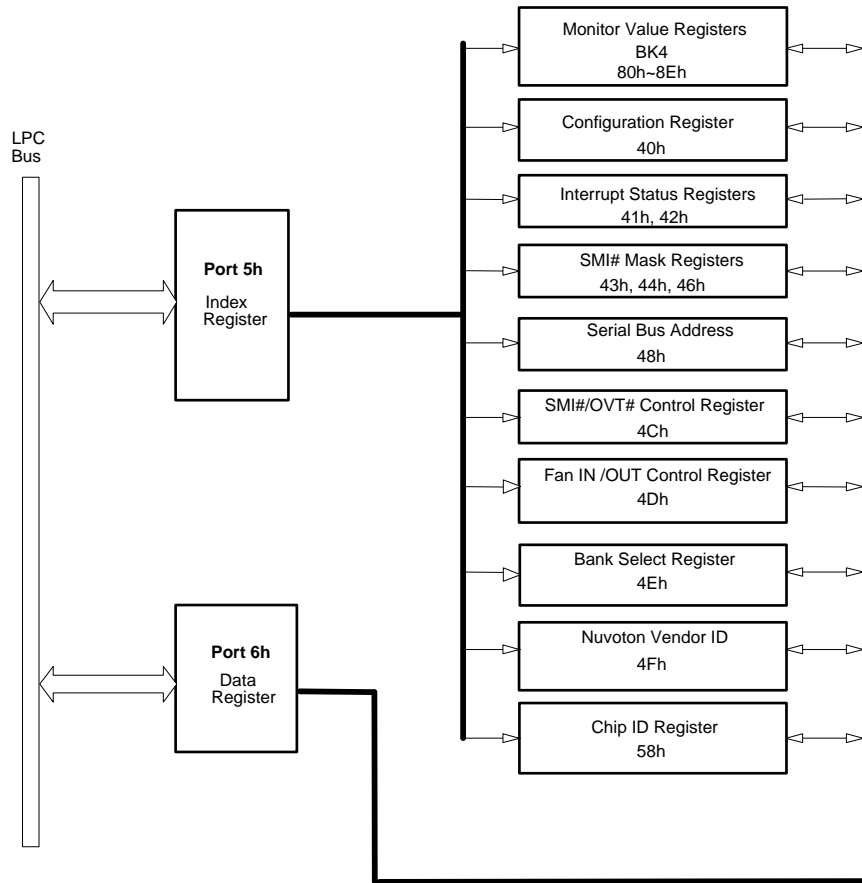 LPC
Bus
Port 5h
Index
Register
Port 6h
Data
Register
Monitor Value Registers
BK4
80h~8Eh
Configuration Register
40h
Interrupt Status Registers
41h, 42h
SMI# Mask Registers
43h, 44h, 46h
Serial Bus Address
48h
SMI#/OVT# Control Register
4Ch
Fan IN /OUT Control Register
4Dh
Bank Select Register
4Eh
Nuvoton Vendor ID
4Fh
Chip ID Register
58h